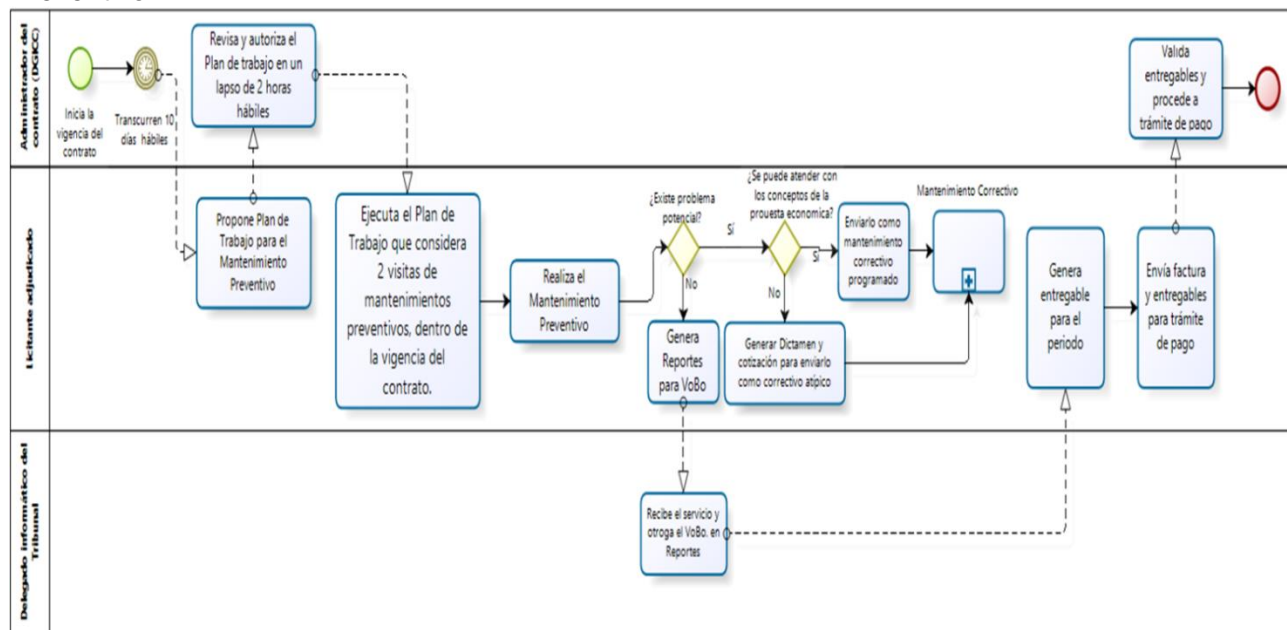 Administrador del
contrato (DGICC)
Inicia la
vigencia del
contrato
Transcurren 10
días hábiles
Revisa y autoriza el
Plan de trabajo en un
lapso de 2 horas
hábiles
Valida
entregables y
procede a
trámite de pago
Licitante adjudicado
Propone Plan de
Trabajo para el
Mantenimiento
Preventivo
Ejecuta el Plan de
Trabajo que considera
2 visitas de
mantenimientos
preventivos, dentro de
la vigencia del
contrato.
Realiza el
Mantenimiento
Preventivo
¿Existe problema
potencial?
Sí
No
Genera
Reportes
para VoBo
¿Se puede atender con
los conceptos de la
prouesta economica?
Sí
No
Enviarlo como
mantenimiento
correctivo
programado
Generar Dictamen y
cotización para enviarlo
como correctivo atípico
Mantenimiento Correctivo
Genera
entregable
para el
periodo
Envía factura
y entregables
para trámite
de pago
Delegado informático del
Tribunal
Recibe el servicio y
otroga el VoBo. en
Reportes